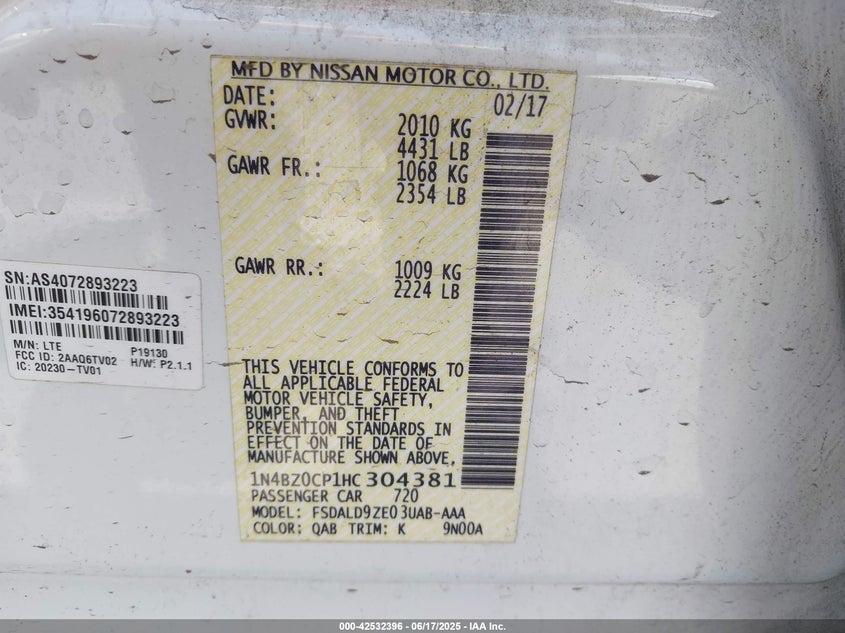 MFD BY NISSAN MOTOR CO., LTD.
DATE: 02/17
GVWR: 2010 KG
4431 LB
GAWR FR.: 1068 KG
2354 LB
GAWR RR.: 1009 KG
2224 LB
THIS VEHICLE CONFORMS TO
ALL APPLICABLE FEDERAL
MOTOR VEHICLE SAFETY,
BUMPER, AND THEFT
PREVENTION STANDARDS IN
EFFECT ON THE DATE OF
MANUFACTURE SHOWN ABOVE.
1N4BZ0CP1HC304381
PASSENGER CAR 720
MODEL: FSDALD9ZE03UAB-AAA
COLOR: QAB TRIM: K 9N00A
SN:AS4072893223
IMEI:354196072893223
M/N: LTE P19130
FCC ID: 2AAQ6TV02 H/W: P2.1.1
IC: 20230-TV01
000-42532396 - 06/17/2025 - IAA Inc.